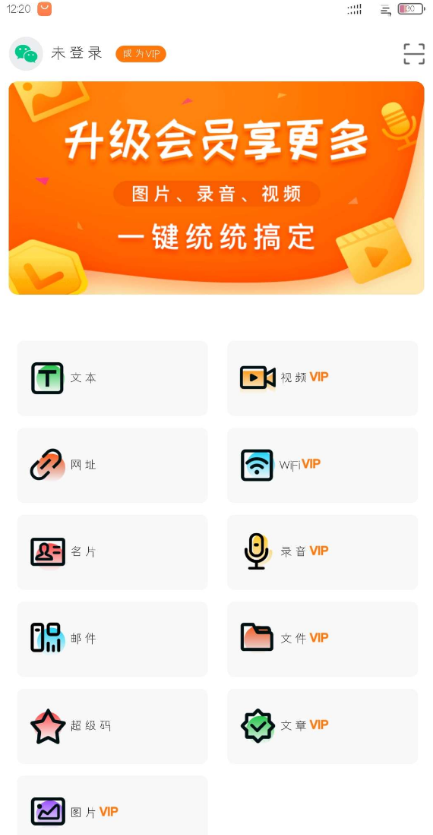 12:20
未登录 成为VIP
升级会员享更多
图片、录音、视频
一键统统搞定
文本
视频 VIP
网址
WiFi VIP
名片
录音 VIP
邮件
文件 VIP
超级码
文章 VIP
图片 VIP